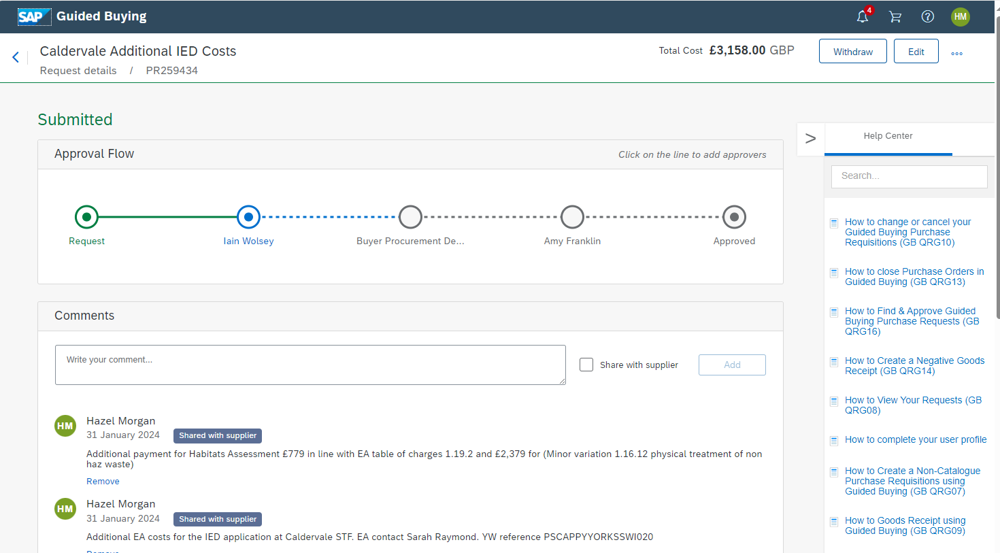 SAP Guided Buying
4
HM
Caldervale Additional IED Costs
Request details / PR259434
Total Cost £3,158.00 GBP
Withdraw
Edit
Submitted
Approval Flow
Click on the line to add approvers
Request
Iain Wolsey
Buyer Procurement De...
Amy Franklin
Approved
Comments
Write your comment...
Share with supplier
Add
HM
Hazel Morgan
31 January 2024
Shared with supplier
Additional payment for Habitats Assessment £779 in line with EA table of charges 1.19.2 and £2,379 for (Minor variation 1.16.12 physical treatment of non
haz waste)
Remove
HM
Hazel Morgan
31 January 2024
Shared with supplier
Additional EA costs for the IED application at Caldervale STF. EA contact Sarah Raymond. YW reference PSCAPPYYORKSSWI020
Remove
>
Help Center
Search...
How to change or cancel your
Guided Buying Purchase
Requisitions (GB QRG10)
How to close Purchase Orders in
Guided Buying (GB QRG13)
How to Find & Approve Guided
Buying Purchase Requests (GB
QRG16)
How to Create a Negative Goods
Receipt (GB QRG14)
How to View Your Requests (GB
QRG08)
How to complete your user profile
How to Create a Non-Catalogue
Purchase Requisitions using
Guided Buying (GB QRG07)
How to Goods Receipt using
Guided Buying (GB QRG09)